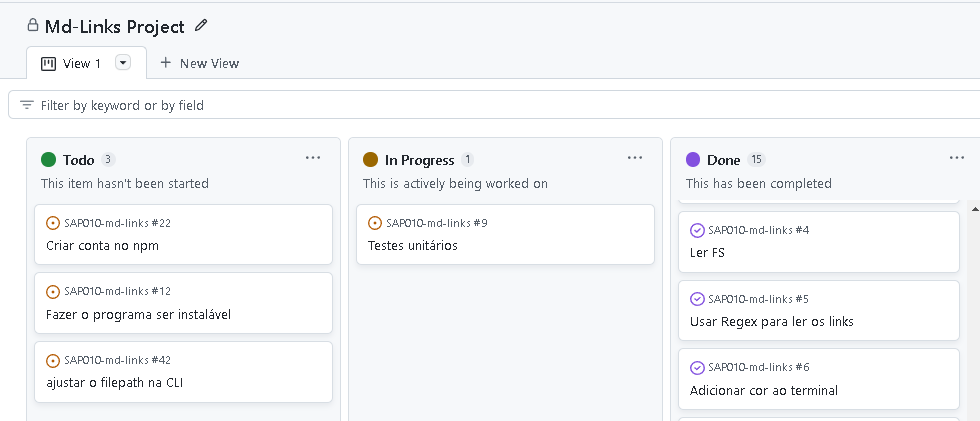 Md-Links Project
View 1
New View
Filter by keyword or by field
Todo 3
This item hasn't been started
SAP010-md-links #22
Criar conta no npm
SAP010-md-links #12
Fazer o programa ser instalável
SAP010-md-links #42
ajustar o filepath na CLI
In Progress 1
This is actively being worked on
SAP010-md-links #9
Testes unitários
Done 15
This has been completed
SAP010-md-links #4
Ler FS
SAP010-md-links #5
Usar Regex para ler os links
SAP010-md-links #6
Adicionar cor ao terminal